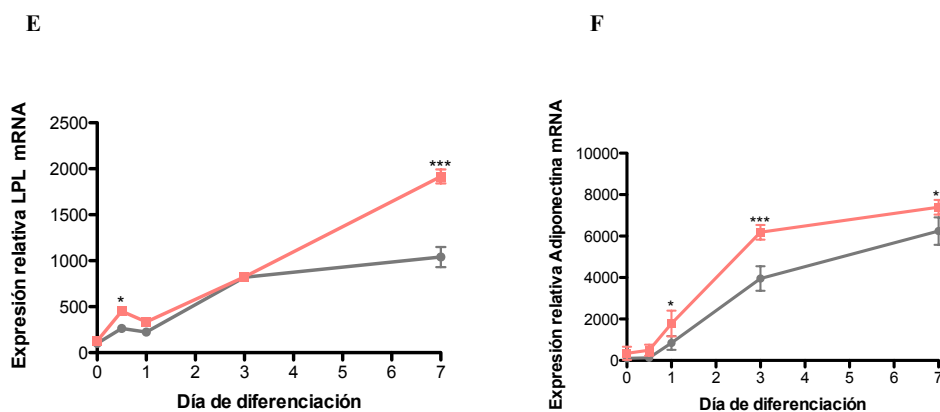 E
F
Expresión relativa LPL mRNA
2500
2000
1500
1000
500
0
*
***
0 1 2 3 4 5 6 7
Día de diferenciación
Expresión relativa Adiponectina mRNA
10000
8000
6000
4000
2000
0
*
***
*
0 1 2 3 4 5 6 7
Día de diferenciación